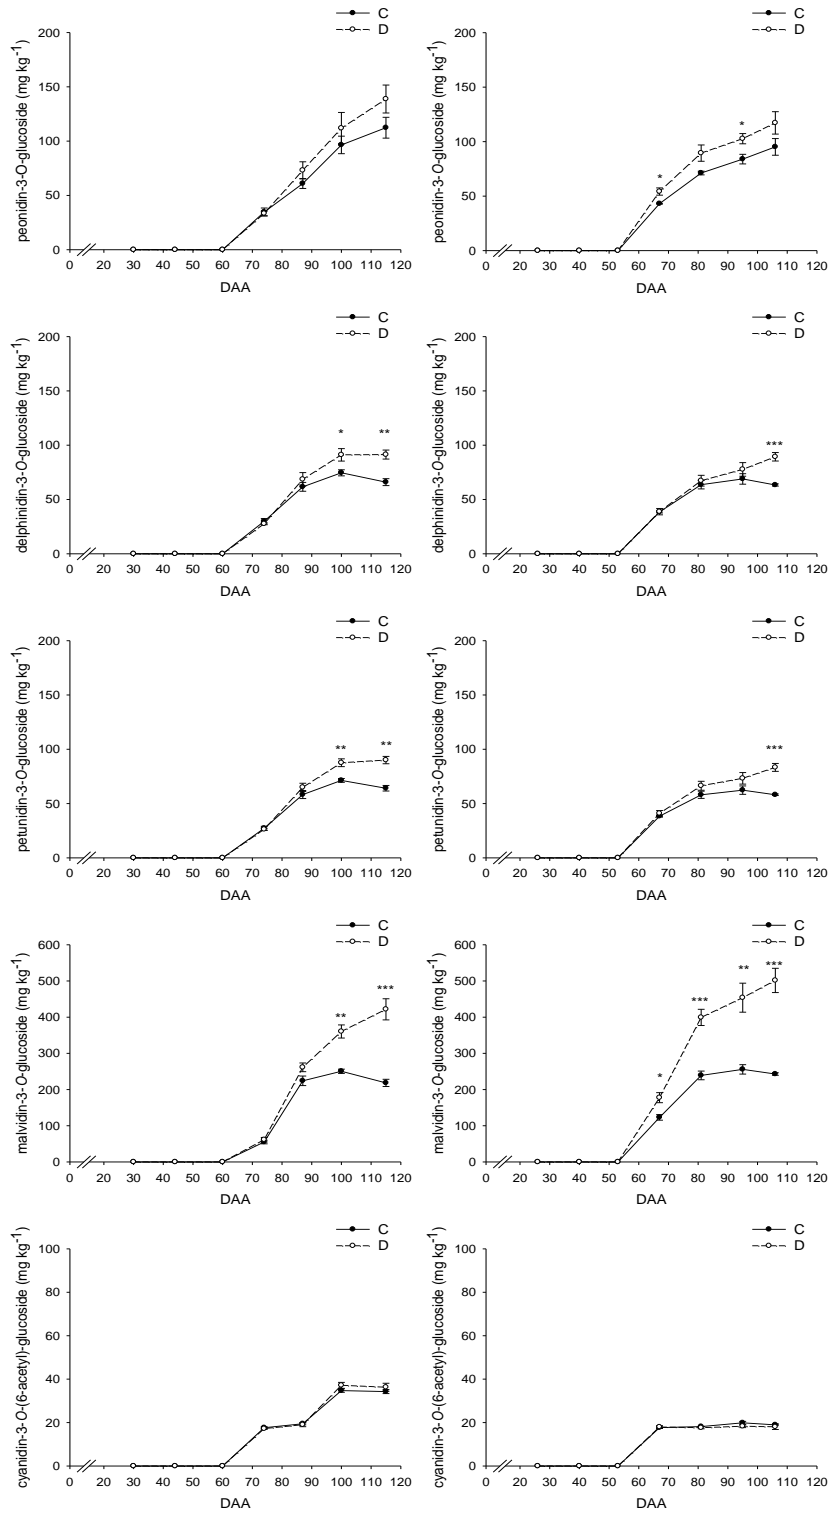 C
D
peonidin-3-O-glucoside (mg kg-1)
200
150
100
50
0
0 20 30 40 50 60 70 80 90 100 110 120
DAA
C
D
peonidin-3-O-glucoside (mg kg-1)
200
150
100
50
0
*
*
0 20 30 40 50 60 70 80 90 100 110 120
DAA
C
D
delphinidin-3-O-glucoside (mg kg-1)
200
150
100
50
0
* **
0 20 30 40 50 60 70 80 90 100 110 120
DAA
C
D
delphinidin-3-O-glucoside (mg kg-1)
200
150
100
50
0
***
0 20 30 40 50 60 70 80 90 100 110 120
DAA
C
D
petunidin-3-O-glucoside (mg kg-1)
200
150
100
50
0
** **
0 20 30 40 50 60 70 80 90 100 110 120
DAA
C
D
petunidin-3-O-glucoside (mg kg-1)
200
150
100
50
0
***
0 20 30 40 50 60 70 80 90 100 110 120
DAA
C
D
malvidin-3-O-glucoside (mg kg-1)
600
500
400
300
200
100
0
***
**
0 20 30 40 50 60 70 80 90 100 110 120
DAA
C
D
malvidin-3-O-glucoside (mg kg-1)
600
500
400
300
200
100
0
***
**
***
*
0 20 30 40 50 60 70 80 90 100 110 120
DAA
C
D
cyanidin-3-O-(6-acetyl)-glucoside (mg kg-1)
100
80
60
40
20
0
0 20 30 40 50 60 70 80 90 100 110 120
DAA
C
D
cyanidin-3-O-(6-acetyl)-glucoside (mg kg-1)
100
80
60
40
20
0
0 20 30 40 50 60 70 80 90 100 110 120
DAA